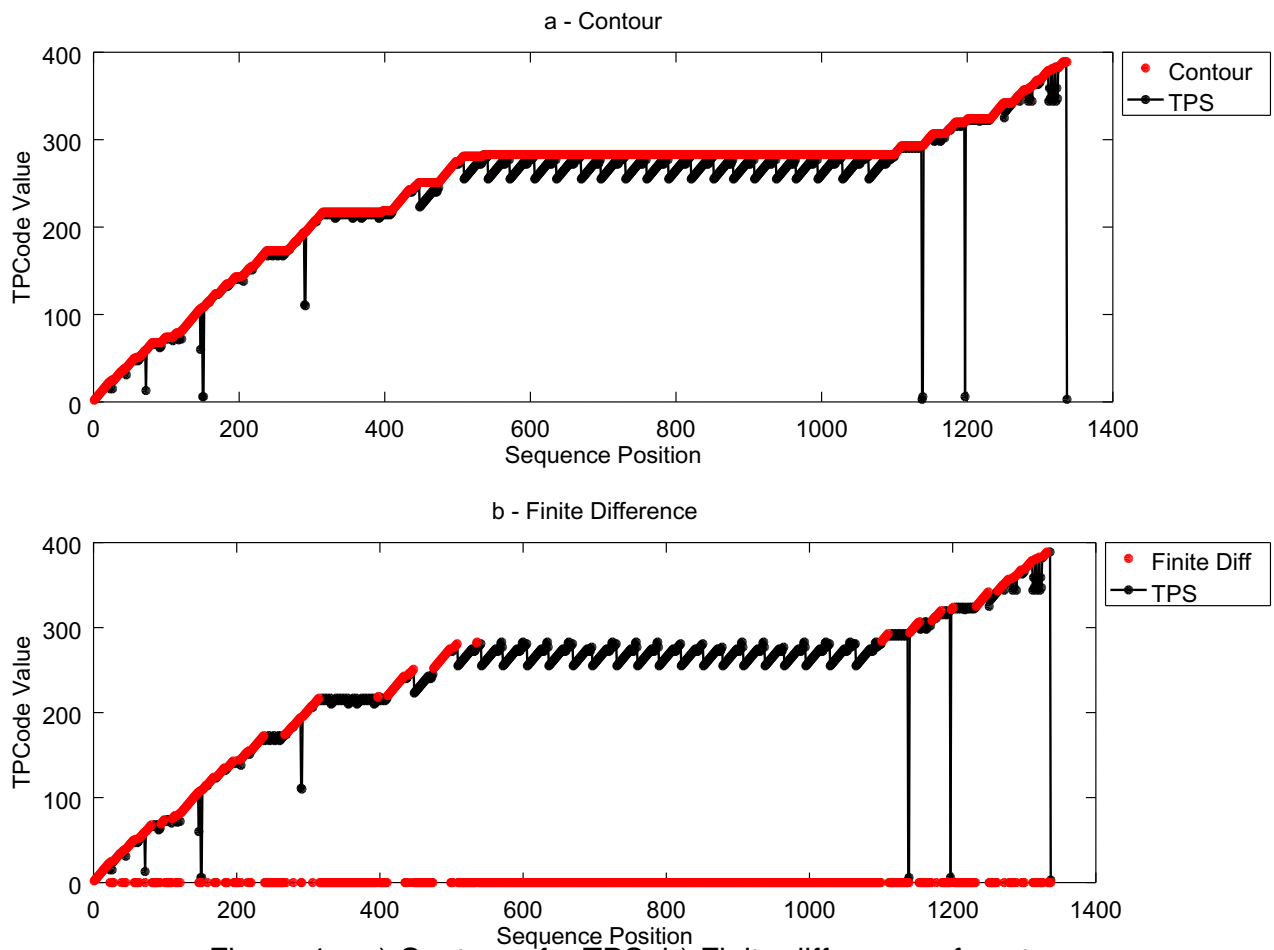 a - Contour
400
300
200
100
0
TPCode Value
0 200 400 600 800 1000 1200 1400
Sequence Position
Contour
TPS
b - Finite Difference
400
300
200
100
0
TPCode Value
0 200 400 600 800 1000 1200 1400
Sequence Position
Finite Diff
TPS